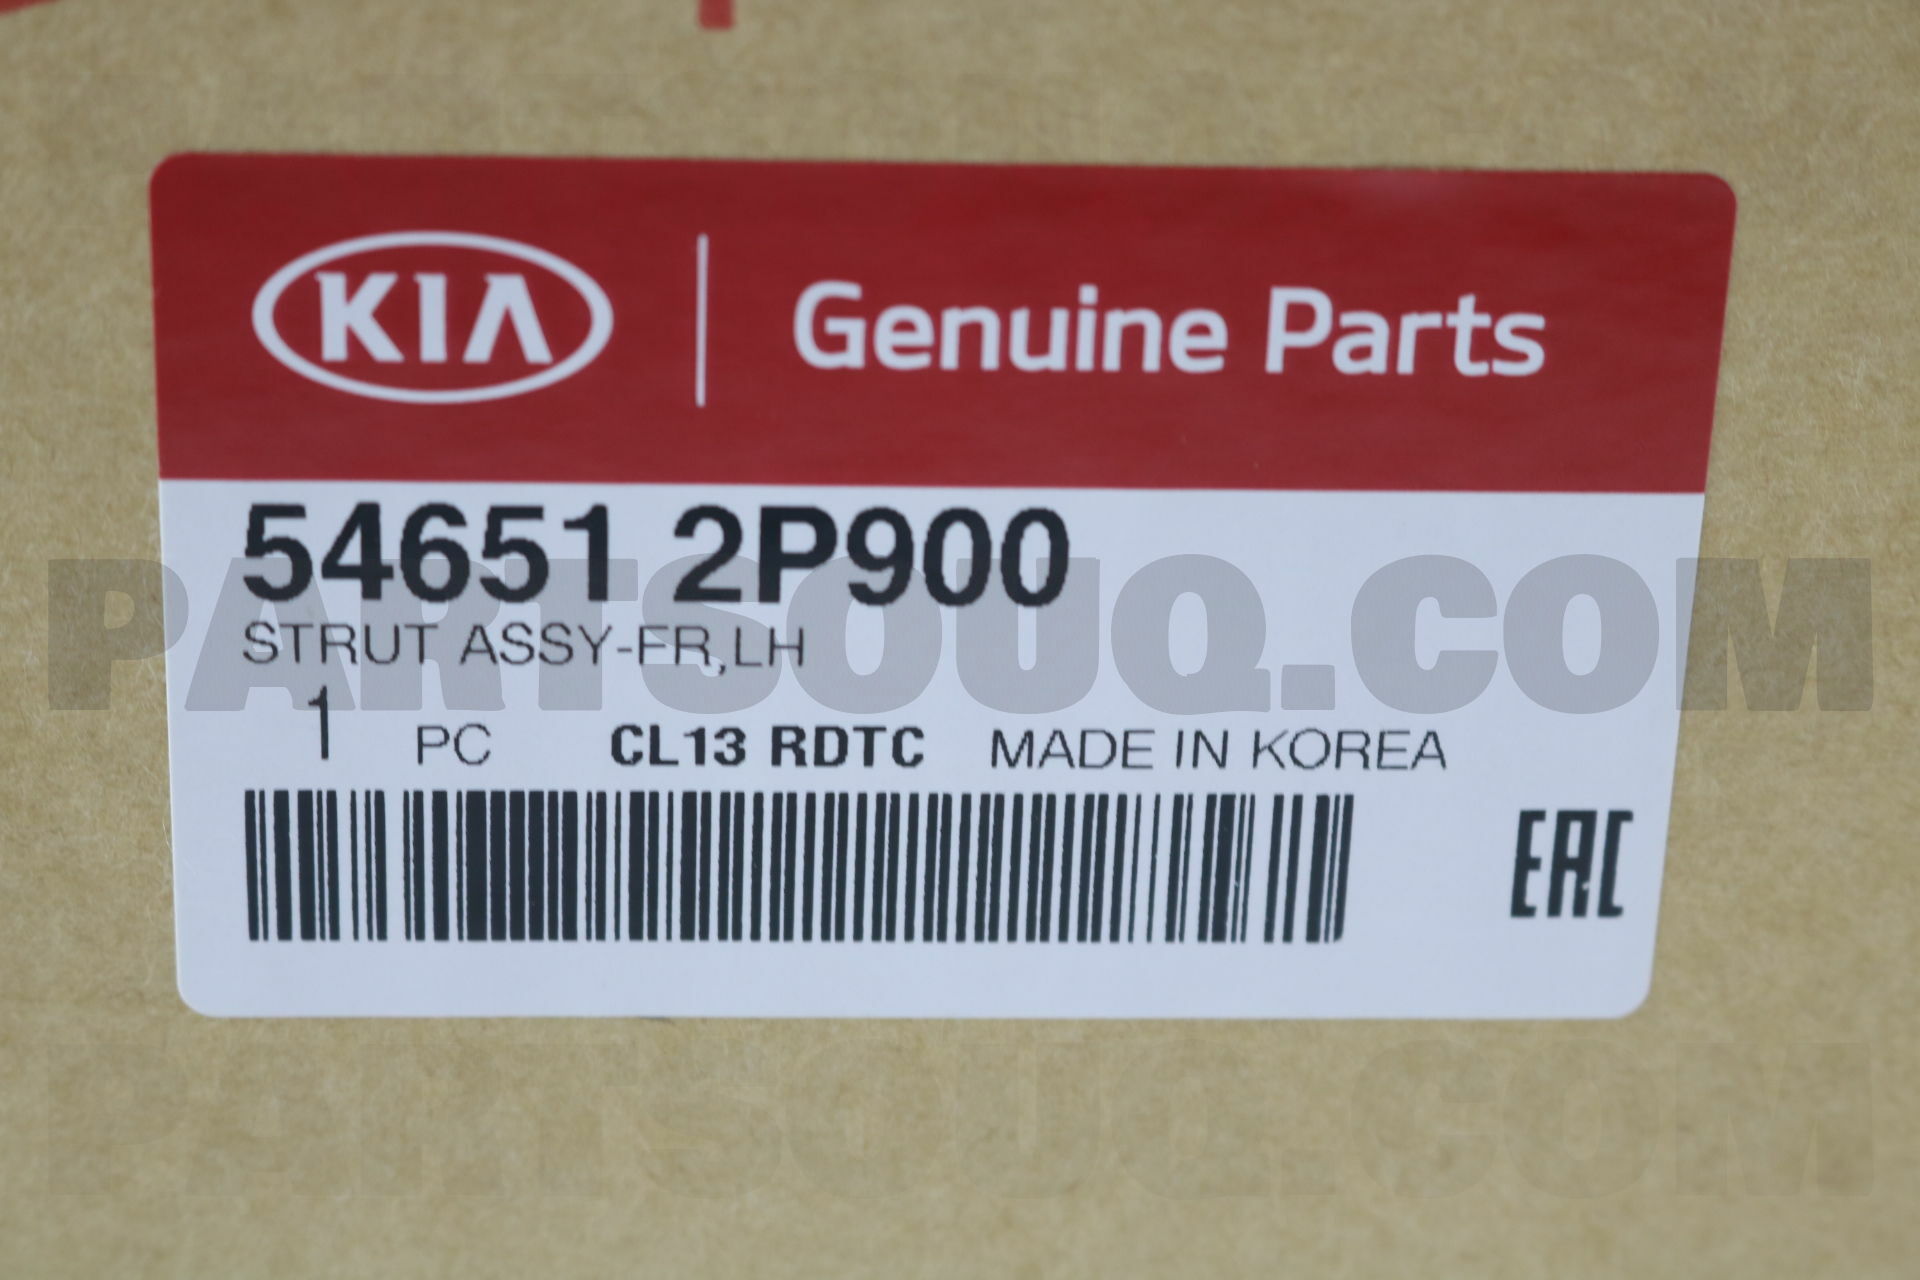 KIA Genuine Parts
54651 2P900
PARTSOUQ.COM
STRUT ASSY-FR,LH
1 PC CL13 RDTC MADE IN KOREA
EAC
PARTSOUQ.COM